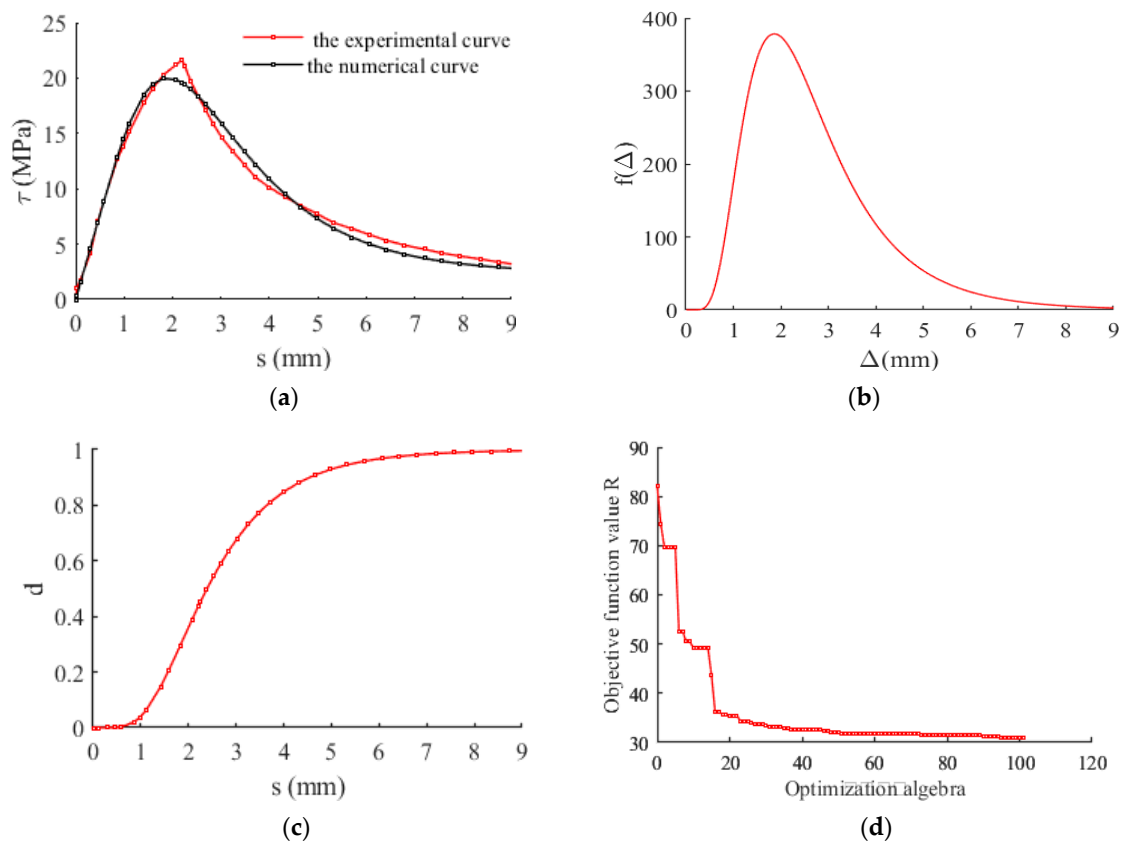 25
20
15
10
5
0
τ (MPa)
the experimental curve
the numerical curve
0 1 2 3 4 5 6 7 8 9
s (mm)
(a)
400
300
200
100
0
f(Δ)
0 1 2 3 4 5 6 7 8 9
Δ(mm)
(b)
1
0.8
0.6
0.4
0.2
0
d
0 1 2 3 4 5 6 7 8 9
s (mm)
(c)
90
80
70
60
50
40
30
Objective function value R
0 20 40 60 80 100 120
Optimization algebra
(d)